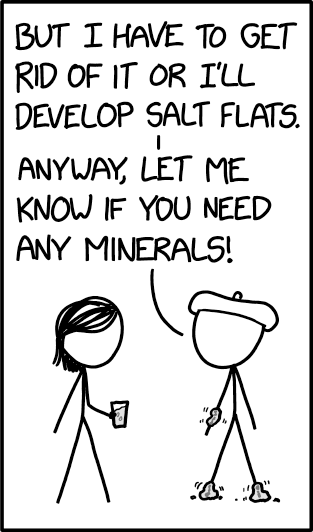 BUT I HAVE TO GET
RID OF IT OR I'LL
DEVELOP SALT FLATS.
ANYWAY, LET ME
KNOW IF YOU NEED
ANY MINERALS!